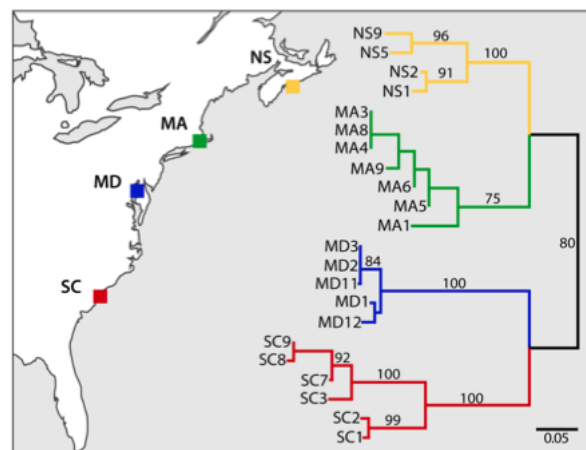 NS
MA
MD
SC
NS9
96
NS5
100
NS2
91
NS1
MA3
MA8
MA4
MA9
MA6
MA5
75
MA1
80
MD3
84
MD2
100
MD11
MD1
MD12
SC9
92
SC8
100
SC7
SC3
100
SC2
99
SC1
0.05